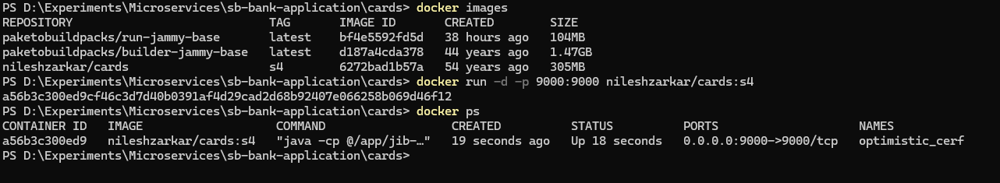 PS D:\Experiments\Microservices\sb-bank-application\cards> docker images
REPOSITORY TAG IMAGE ID CREATED SIZE
paketobuildpacks/run-jammy-base latest bf4e5592fd5d 38 hours ago 104MB
paketobuildpacks/builder-jammy-base latest d187a4cda378 44 years ago 1.47GB
nileshzarkar/cards s4 6272bad1b57a 54 years ago 305MB
PS D:\Experiments\Microservices\sb-bank-application\cards> docker run -d -p 9000:9000 nileshzarkar/cards:s4
a56b3c300ed9cf46c3d7d40b0391af4d29cad2d68b92407e066258b069d46f12
PS D:\Experiments\Microservices\sb-bank-application\cards> docker ps
CONTAINER ID IMAGE COMMAND CREATED STATUS PORTS NAMES
a56b3c300ed9 nileshzarkar/cards:s4 "java -cp @/app/jib-…" 19 seconds ago Up 18 seconds 0.0.0.0:9000->9000/tcp optimistic_cerf
PS D:\Experiments\Microservices\sb-bank-application\cards>